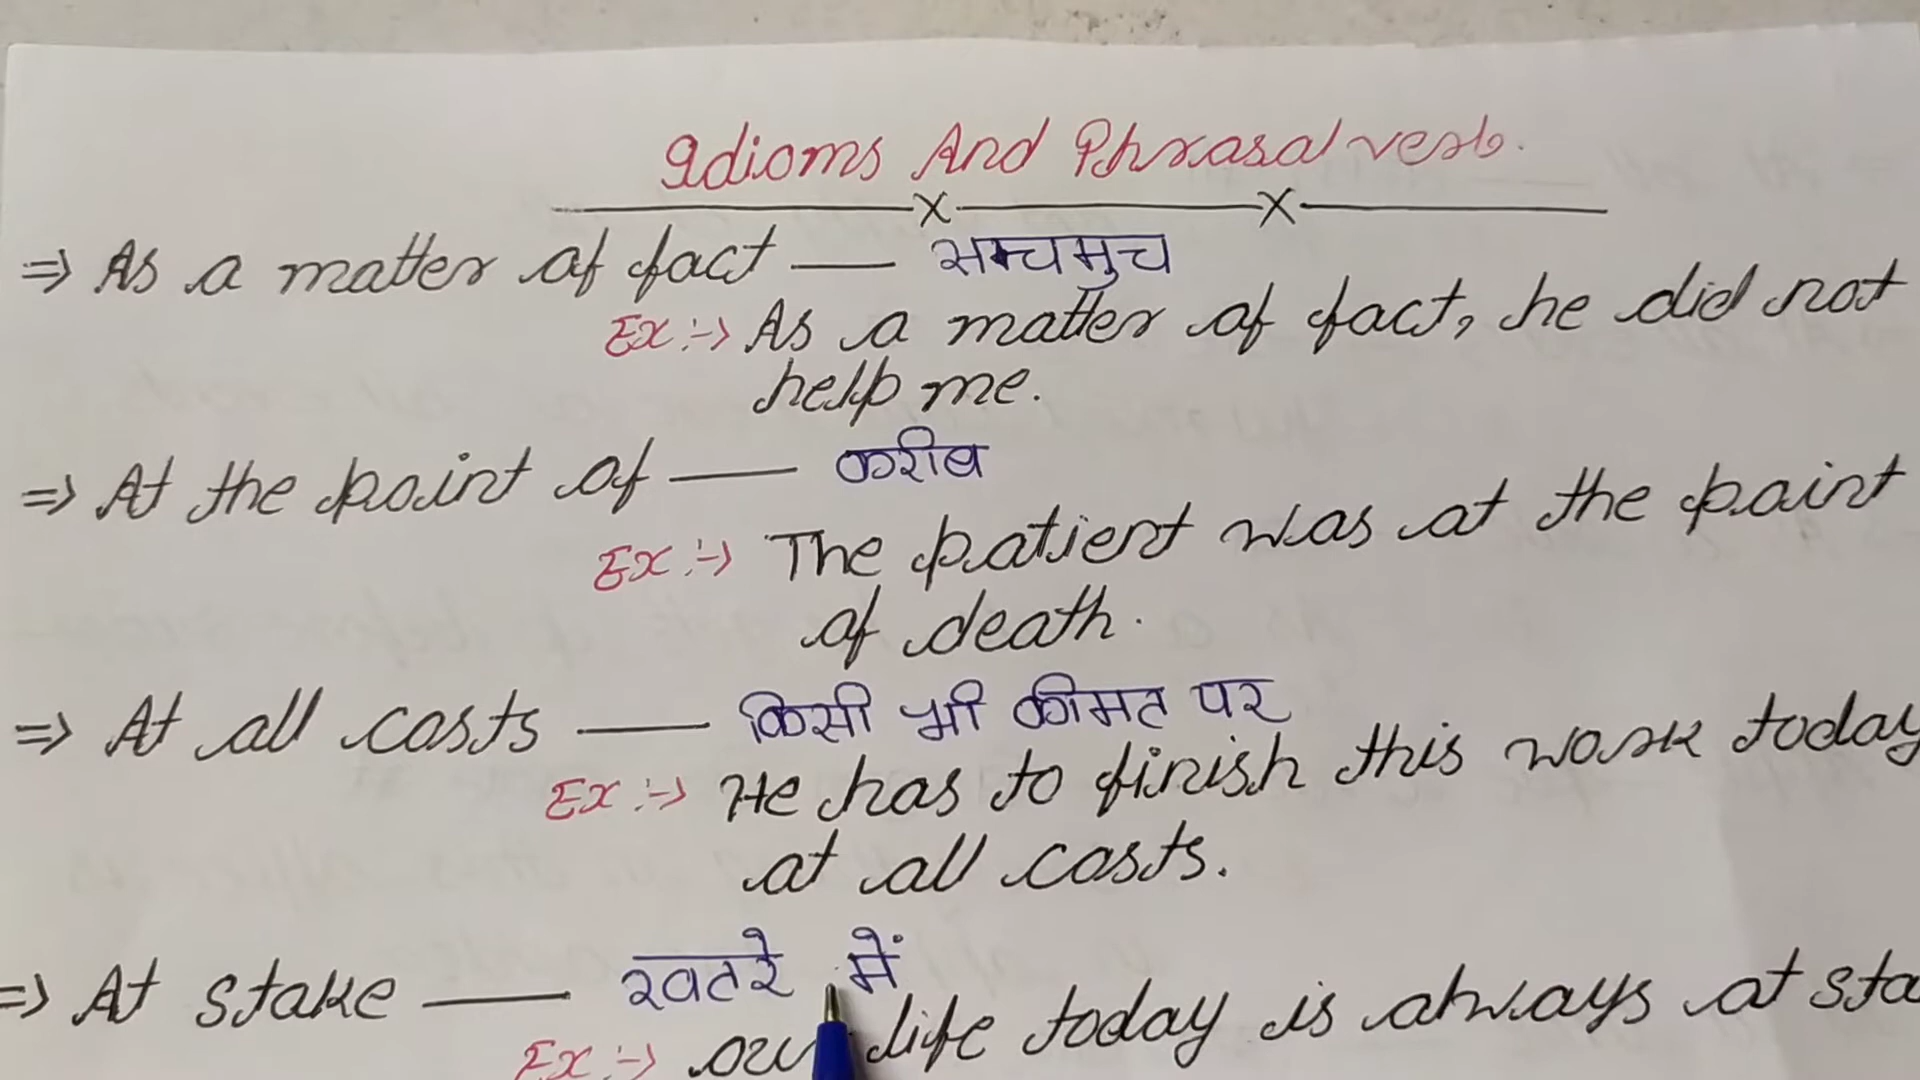 Idioms And Phrasal verb.
⇒ As a matter of fact — सचमुच
Ex :→ As a matter of fact, he did not
help me.
⇒ At the point of — करीब
Ex :→ The patient was at the point
of death.
⇒ At all costs — किसी भी कीमत पर
Ex :→ He has to finish this work today
at all costs.
⇒ At stake — खतरे में
Ex :→ our life today is always at sta